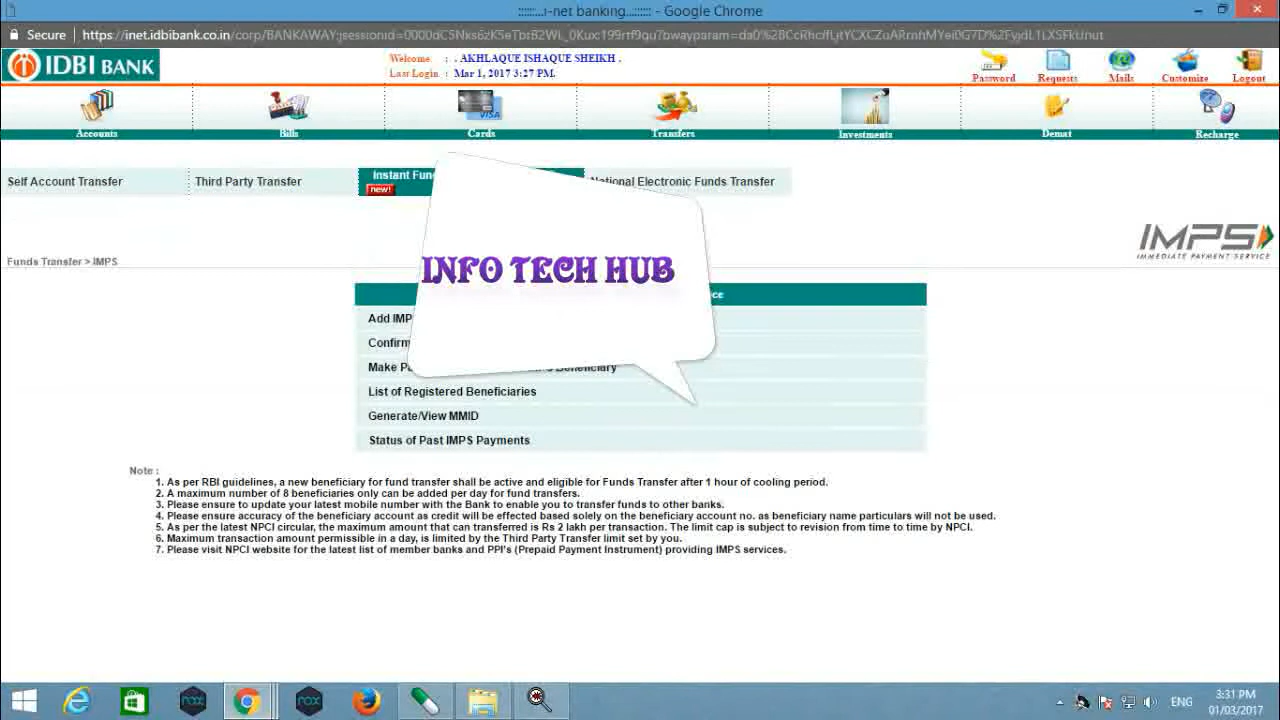 :::::::...i-net banking...:::::: - Google Chrome
Secure https://inet.idbibank.co.in/corp/BANKAWAY;jsessionid=
IDBI BANK
Welcome : . AKHLAQUE ISHAQUE SHEIKH .
Last Login : Mar 1, 2017 3:27 PM.
Password Requests Mails Customize Logout
VISA
Accounts Bills Cards Transfers Investments Demat Recharge
Self Account Transfer Third Party Transfer Instant Fun National Electronic Funds Transfer
new!
IMPS
IMMEDIATE PAYMENT SERVICE
Funds Transfer > IMPS
INFO TECH HUB
Add IMP
Confirm
Make Beneficiary
List of Registered Beneficiaries
Generate/View MMID
Status of Past IMPS Payments
Note :
1. As per RBI guidelines, a new beneficiary for fund transfer shall be active and eligible for Funds Transfer after 1 hour of cooling period.
2. A maximum number of 8 beneficiaries only can be added per day for fund transfers.
3. Please ensure to update your latest mobile number with the Bank to enable you to transfer funds to other banks.
4. Please ensure accuracy of the beneficiary account as credit will be effected based solely on the beneficiary account no. as beneficiary name particulars will not be used.
5. As per the latest NPCI circular, the maximum amount that can transferred is Rs 2 lakh per transaction. The limit cap is subject to revision from time to time by NPCI.
6. Maximum transaction amount permissible in a day, is limited by the Third Party Transfer limit set by you.
7. Please visit NPCI website for the latest list of member banks and PPI's (Prepaid Payment Instrument) providing IMPS services.
nox nox ENG 3:31 PM
01/03/2017